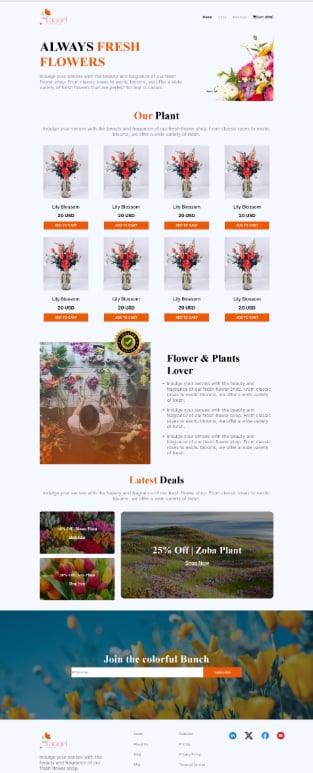 Home
ALWAYS FRESH
FLOWERS
Indulge your senses with the beauty and fragrance of our fresh
flower shop. From classic roses to exotic blooms, we offer a wide
variety of fresh flowers that are perfect for any occasion.
Our Plant
Indulge your senses with the beauty and fragrance of our fresh flower shop. From classic roses to exotic
blooms, we offer a wide variety of fresh.
Lily Blossom
20 USD
ADD TO CART
Lily Blossom
20 USD
ADD TO CART
Lily Blossom
20 USD
ADD TO CART
Lily Blossom
20 USD
ADD TO CART
Lily Blossom
20 USD
ADD TO CART
Lily Blossom
20 USD
ADD TO CART
Lily Blossom
20 USD
ADD TO CART
Lily Blossom
20 USD
ADD TO CART
Flower & Plants
Lover
Indulge your senses with the beauty and
fragrance of our fresh flower shop. From classic
roses to exotic blooms, we offer a wide variety
of fresh.
Indulge your senses with the beauty and
fragrance of our fresh flower shop. From classic
roses to exotic blooms, we offer a wide variety
of fresh.
Indulge your senses with the beauty and
fragrance of our fresh flower shop. From classic
roses to exotic blooms, we offer a wide variety
of fresh.
Latest Deals
Indulge your senses with the beauty and fragrance of our fresh flower shop. From classic roses to exotic
blooms, we offer a wide variety of fresh.
Shop Now
Shop Now
25% Off | Zoba Plant
Shop Now
Join the colorful Bunch
Subscribe
Indulge your senses with the
beauty and fragrance of our
fresh flower shop.
Home
About Us
Blog
FAQ
Features
Pricing
Privacy Policy
Terms of Service